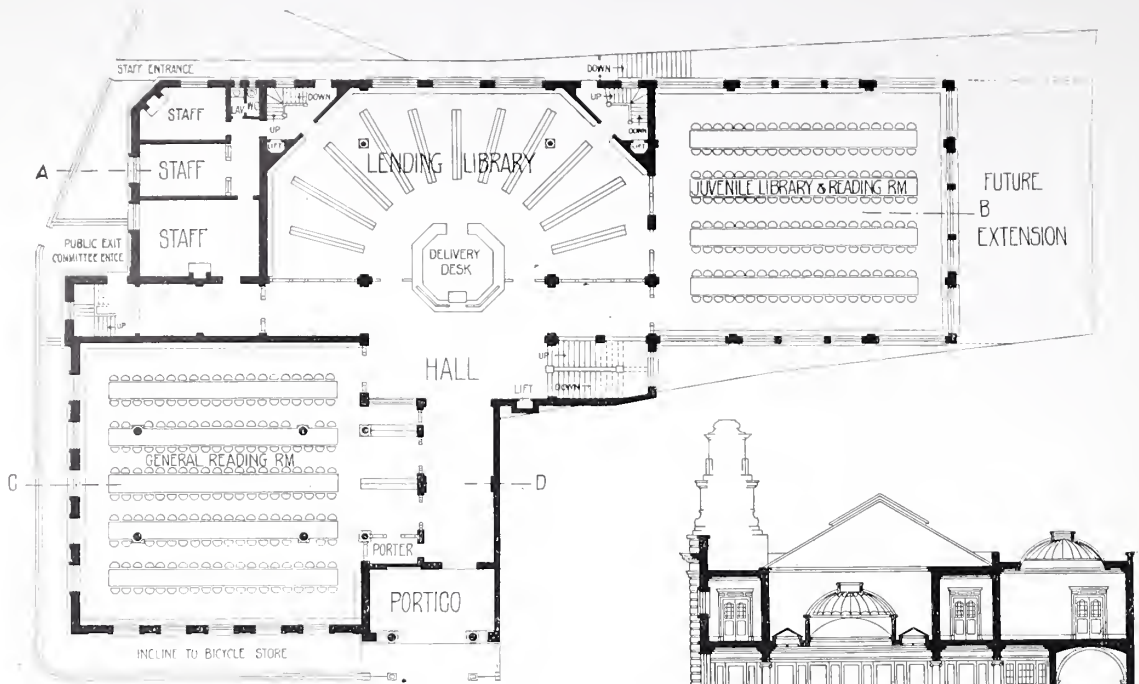 STAFF ENTRANCE
STAFF
LAV
WC
UP
DOWN
LIFT
DOWN
UP
DOWN
LIFT
A
STAFF
LENDING LIBRARY
JUVENILE LIBRARY & READING RM
FUTURE
B
EXTENSION
STAFF
PUBLIC EXIT
COMMITTEE ENTCE
DELIVERY
DESK
UP
HALL
UP
DOWN
LIFT
GENERAL READING RM
C
D
PORTER
PORTICO
INCLINE TO BICYCLE STORE